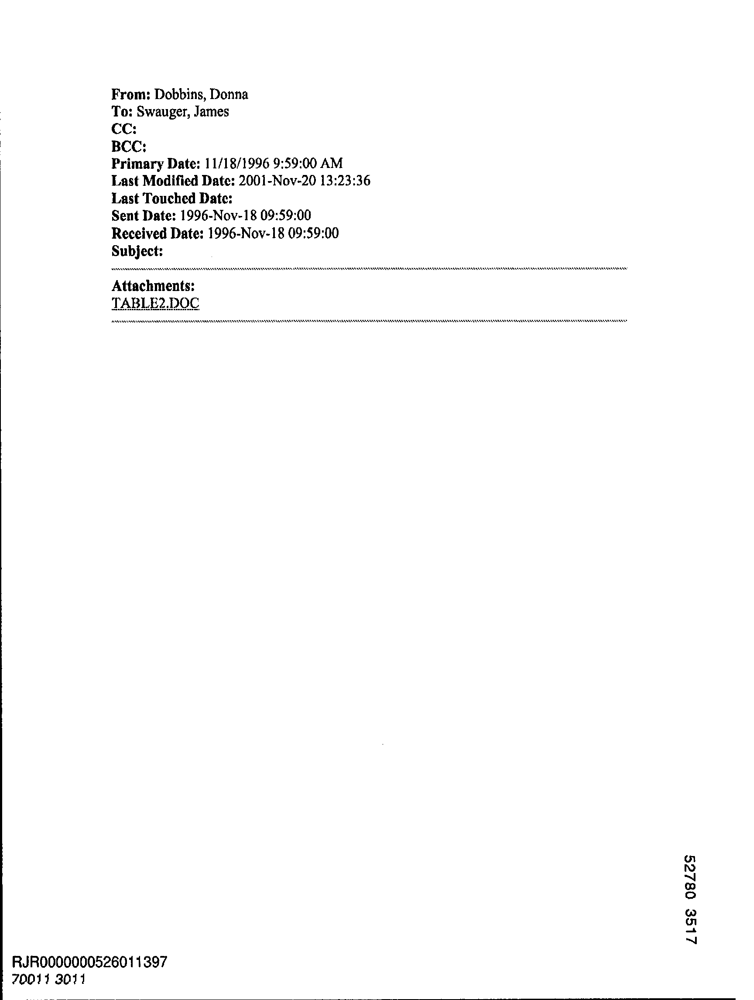 From: Dobbins, Donna
To: Swauger, James
CC:
BCC:
Primary Date: 11/18/1996 9:59:00 AM
Last Modified Date: 2001-Nov-20 13:23:36
Last Touched Date:
Sent Date: 1996-Nov-18 09:59:00
Received Date: 1996-Nov-18 09:59:00
Subject:
Attachments:
TABLE2.DOC
52780 3517
RJR0000000526011397
70011 3011